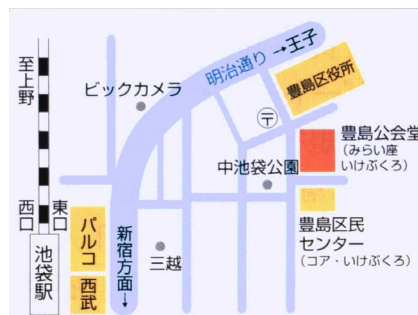 至上野
ビックカメラ
明治通り→王子
豊島区役所
〒
豊島公会堂
(みらい座
いけぶくろ)
中池袋公園
西口
東口
池袋駅
パルコ
西武
新宿方面→
三越
豊島区民
センター
(コア・いけぶくろ)